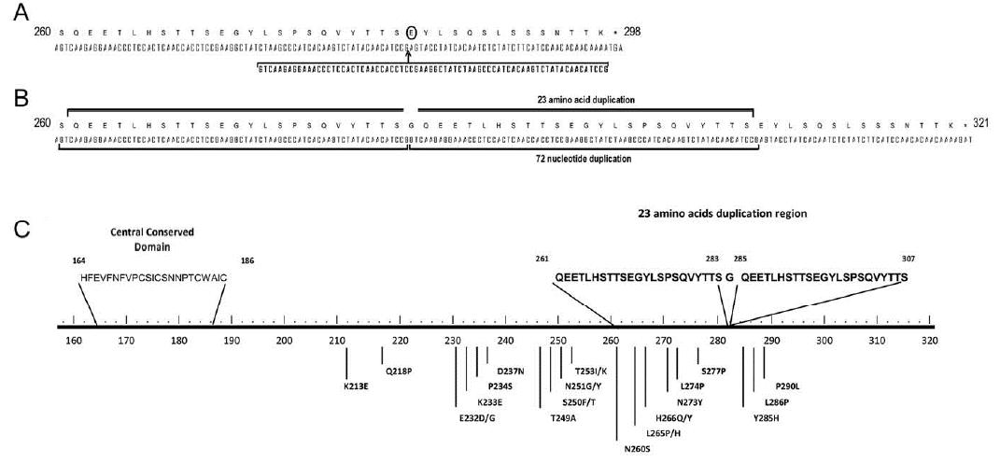 A
260 S Q E E T L H S T T S E G Y L S P S Q V Y T T S E Y L S Q S L S S S N T T K * 298
AGTCAAGAGGAAACCCTCCACTCAACCACCTCCGAAGGCTATCTAAGCCCATCACAAGTCTATACAACATCCGAGTACCTATCACAATCTCTATCTTCATCCAACACAACAAAATGA
GTCAAGAGGAAACCCTCCACTCAACCACCTCCGAAGGCTATCTAAGCCCATCACAAGTCTATACAACATCCG
B
23 amino acid duplication
260 S Q E E T L H S T T S E G Y L S P S Q V Y T T S G Q E E T L H S T T S E G Y L S P S Q V Y T T S E Y L S Q S L S S S N T T K * 321
AGTCAAGAGGAAACCCTCCACTCAACCACCTCCGAAGGCTATCTAAGCCCATCACAAGTCTATACAACATCCGGTCAAGAGGAAACCCTCCACTCAACCACCTCCGAAGGCTATCTAAGCCCATCACAAGTCTATACAACATCCGAGTACCTATCACAATCTCTATCTTCATCCAACACAACAAAAGAT
72 nucleotide duplication
C
23 amino acids duplication region
Central Conserved
Domain
164 186 261 283 285 307
HFEVFNFVPCSICSNNPTCWAIC QEETLHSTTSEGYLSPSQVYTTS G QEETLHSTTSEGYLSPSQVYTTS
160 170 180 190 200 210 220 230 240 250 260 270 280 290 300 310 320
Q218P D237N T253I/K S277P
K213E P234S N251G/Y L274P P290L
K233E S250F/T N273Y L286P
E232D/G T249A H266Q/Y Y285H
L265P/H
N260S